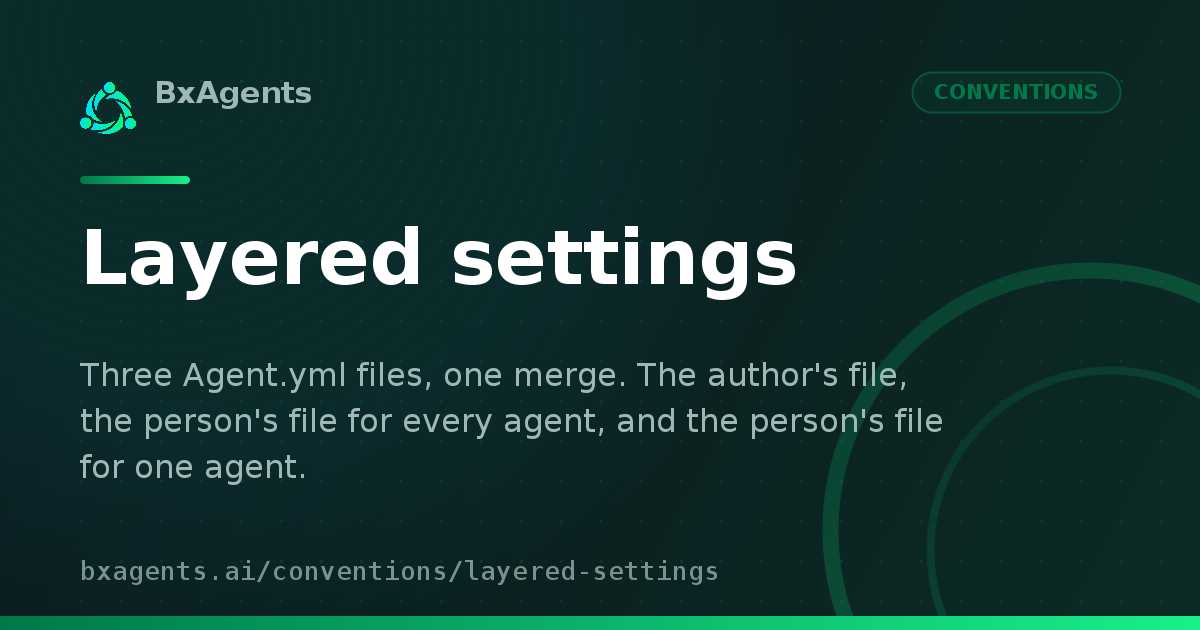 BxAgents
CONVENTIONS
Layered settings
Three Agent.yml files, one merge. The author's file,
the person's file for every agent, and the person's file
for one agent.
bxagents.ai/conventions/layered-settings